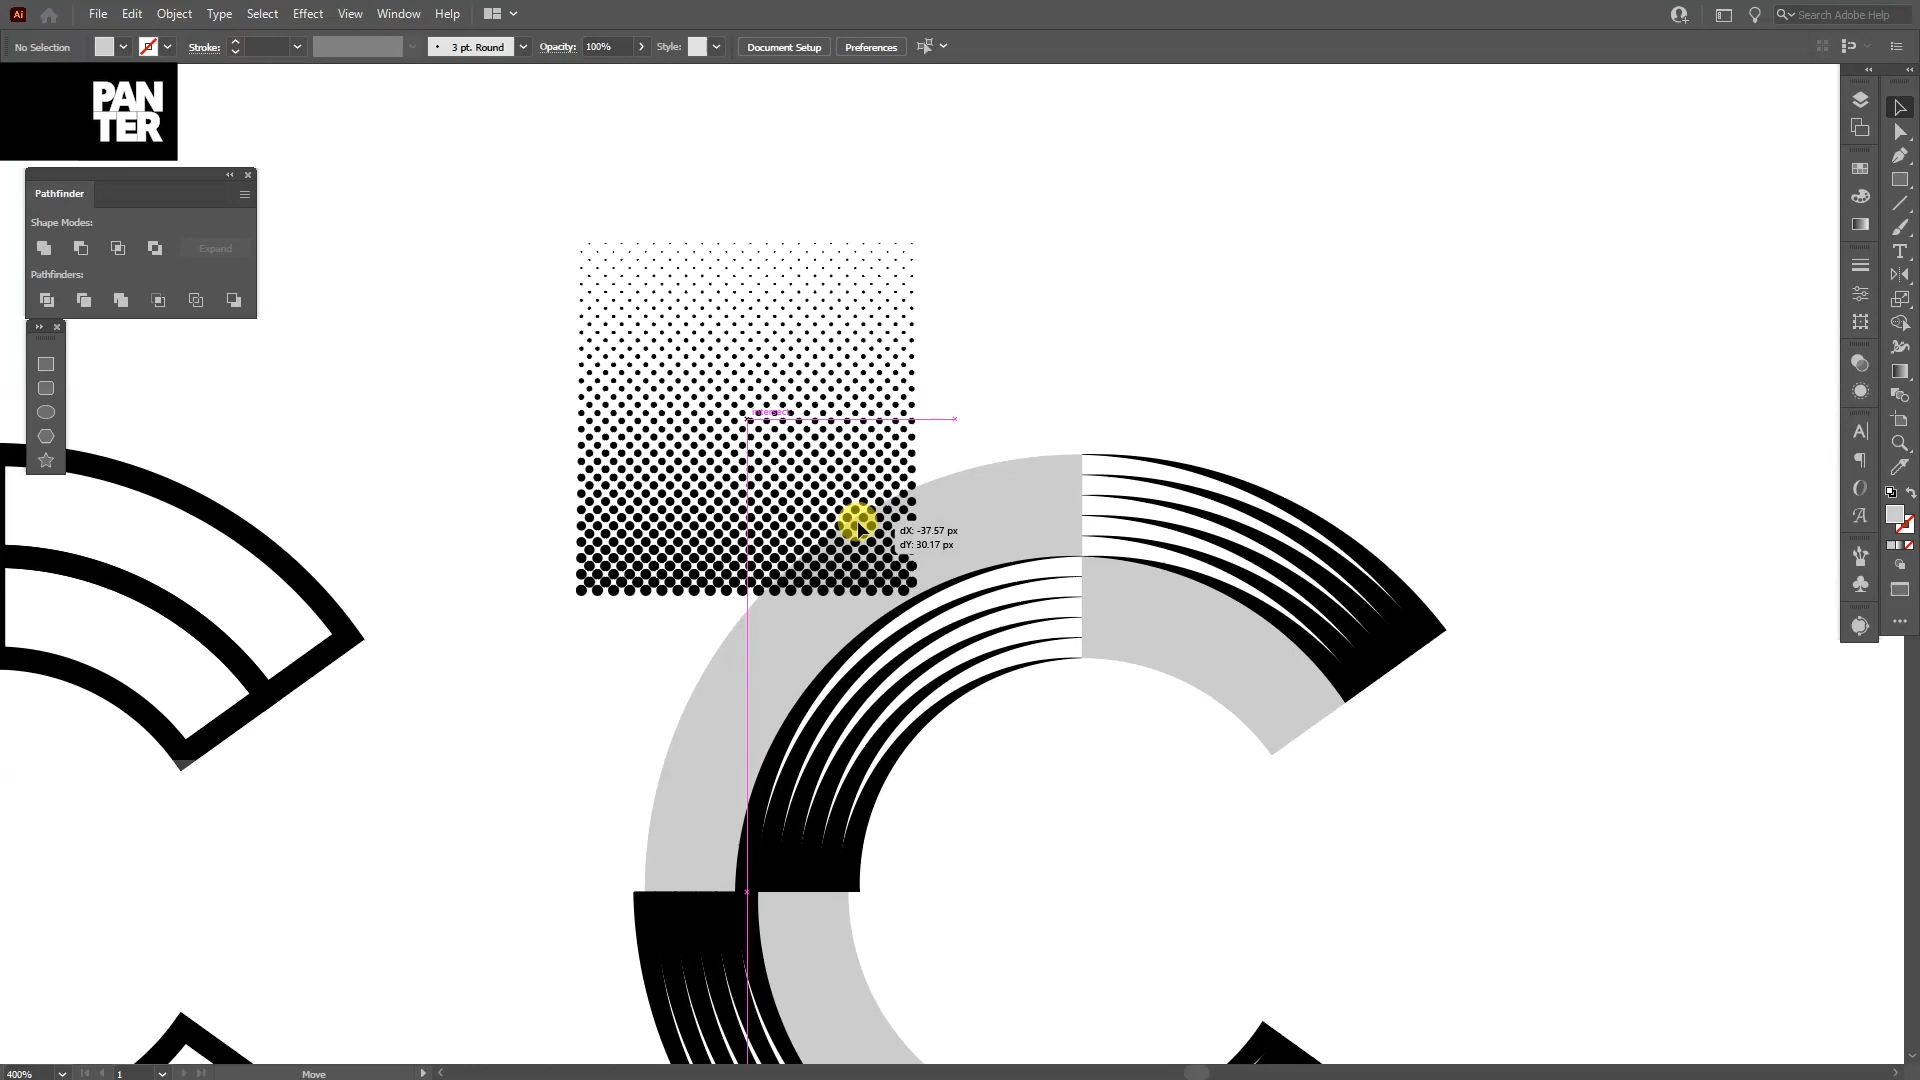 Ai File Edit Object Type Select Effect View Window Help Search Adobe Help
No Selection Stroke: 3 pt. Round Opacity: 100% Style: Document Setup Preferences
PAN
TER
Pathfinder
Shape Modes:
Expand
Pathfinders:
intersect
dX: -37.57 px
dY: 30.17 px
400% 1 Move